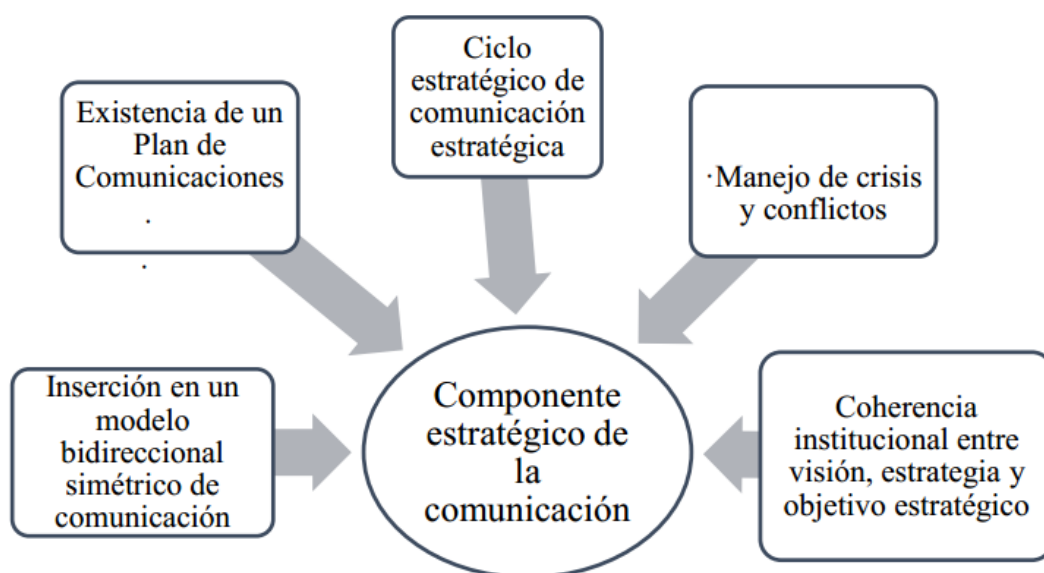 Ciclo
estratégico de
comunicación
estratégica
Existencia de un
Plan de
Comunicaciones
.
.
·Manejo de crisis
y conflictos
Inserción en un
modelo
bidireccional
simétrico de
comunicación
Componente
estratégico de
la
comunicación
Coherencia
institucional entre
visión, estrategia y
objetivo estratégico